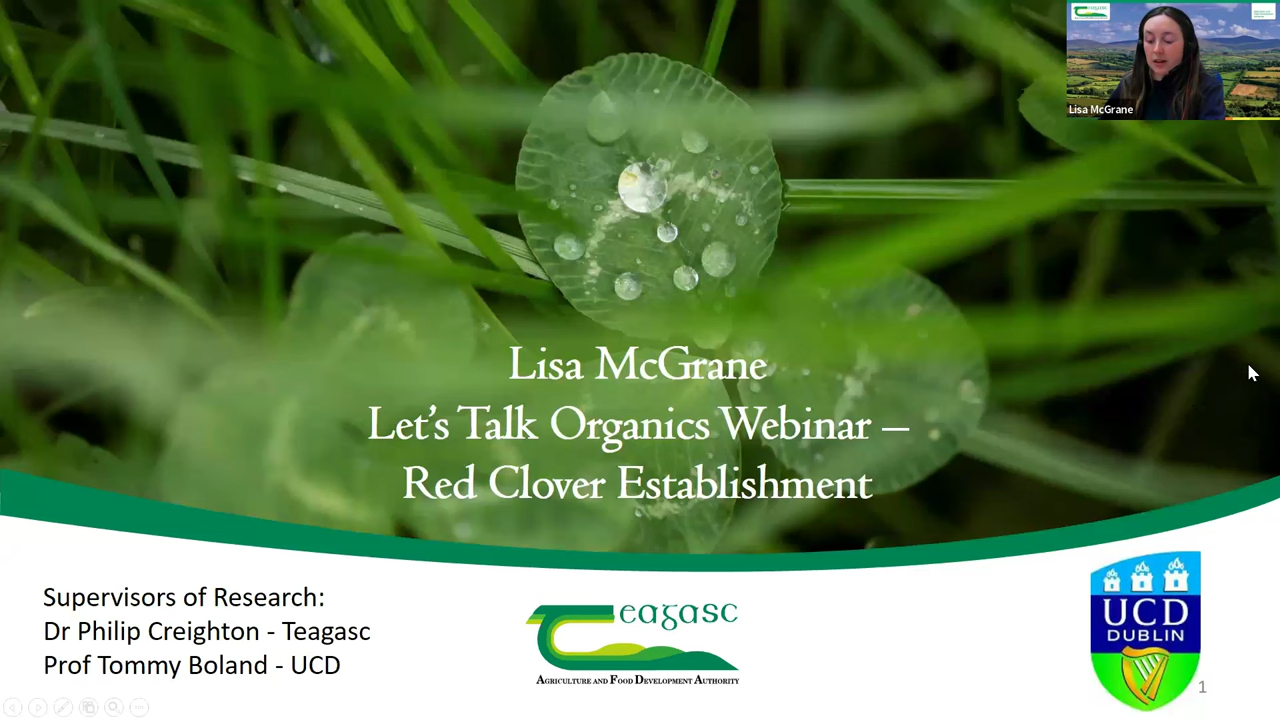 Teagasc
Lisa McGrane
Lisa McGrane
Let's Talk Organics Webinar –
Red Clover Establishment
Supervisors of Research:
Dr Philip Creighton - Teagasc
Prof Tommy Boland - UCD
Teagasc
AGRICULTURE AND FOOD DEVELOPMENT AUTHORITY
UCD
DUBLIN
1